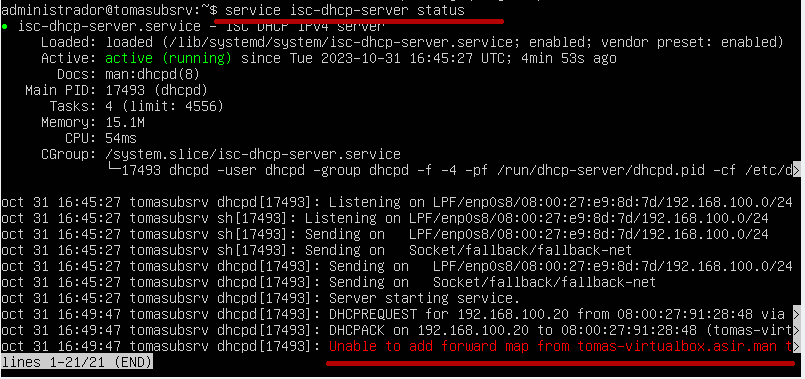 administrador@tomasubsrv:~$ service isc-dhcp-server status
● isc-dhcp-server.service - ISC DHCP IPv4 server
Loaded: loaded (/lib/systemd/system/isc-dhcp-server.service; enabled; vendor preset: enabled)
Active: active (running) since Tue 2023-10-31 16:45:27 UTC; 4min 53s ago
Docs: man:dhcpd(8)
Main PID: 17493 (dhcpd)
Tasks: 4 (limit: 4556)
Memory: 15.1M
CPU: 54ms
CGroup: /system.slice/isc-dhcp-server.service
└─17493 dhcpd -user dhcpd -group dhcpd -f -4 -pf /run/dhcp-server/dhcpd.pid -cf /etc/d>
oct 31 16:45:27 tomasubsrv dhcpd[17493]: Listening on LPF/enp0s8/08:00:27:e9:8d:7d/192.168.100.0/24
oct 31 16:45:27 tomasubsrv sh[17493]: Listening on LPF/enp0s8/08:00:27:e9:8d:7d/192.168.100.0/24
oct 31 16:45:27 tomasubsrv sh[17493]: Sending on   LPF/enp0s8/08:00:27:e9:8d:7d/192.168.100.0/24
oct 31 16:45:27 tomasubsrv sh[17493]: Sending on   Socket/fallback/fallback-net
oct 31 16:45:27 tomasubsrv dhcpd[17493]: Sending on   LPF/enp0s8/08:00:27:e9:8d:7d/192.168.100.0/24
oct 31 16:45:27 tomasubsrv dhcpd[17493]: Sending on   Socket/fallback/fallback-net
oct 31 16:45:27 tomasubsrv dhcpd[17493]: Server starting service.
oct 31 16:49:47 tomasubsrv dhcpd[17493]: DHCPREQUEST for 192.168.100.20 from 08:00:27:91:28:48 via >
oct 31 16:49:47 tomasubsrv dhcpd[17493]: DHCPACK on 192.168.100.20 to 08:00:27:91:28:48 (tomas-virt>
oct 31 16:49:47 tomasubsrv dhcpd[17493]: Unable to add forward map from tomas-virtualbox.asir.man t>
lines 1-21/21 (END)